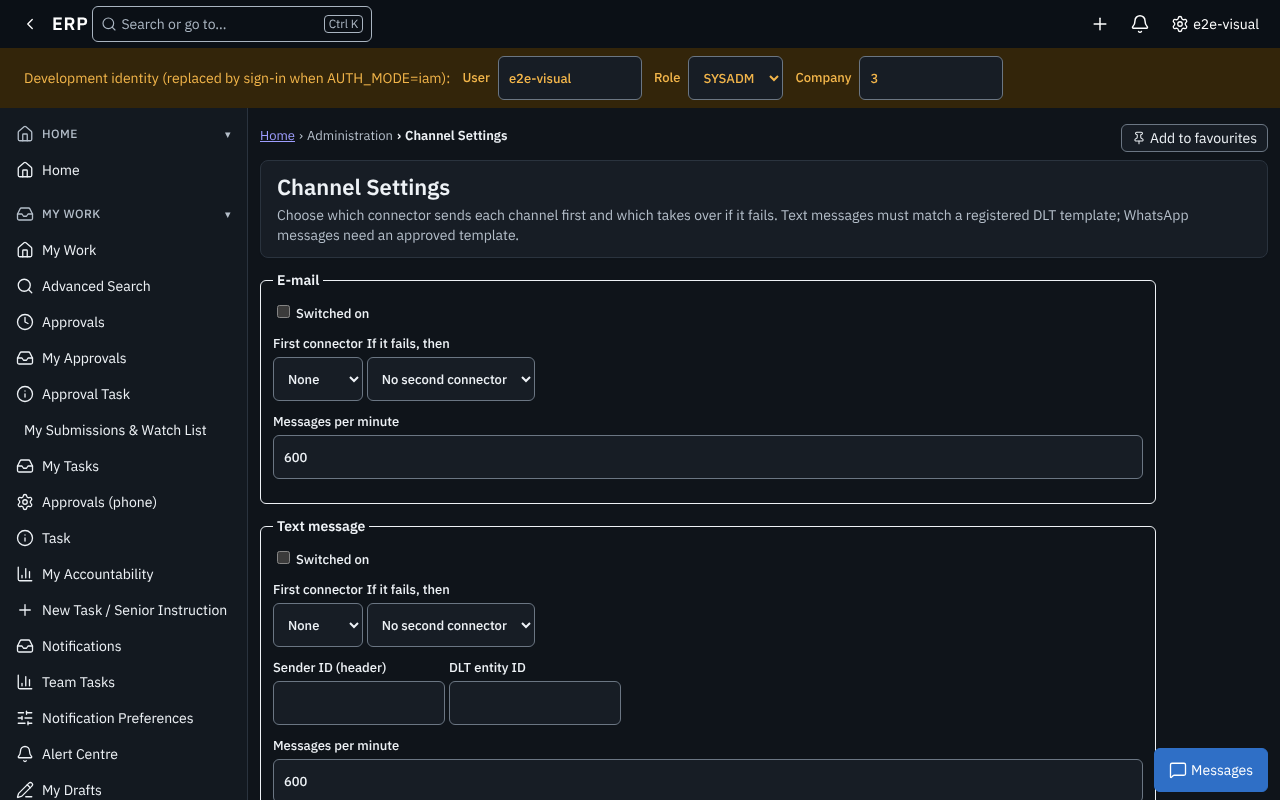 ERP
Search or go to…
Ctrl K
e2e-visual
Development identity (replaced by sign-in when AUTH_MODE=iam):
User
e2e-visual
Role
SYSADM
Company
3
HOME
Home
MY WORK
My Work
Advanced Search
Approvals
My Approvals
Approval Task
My Submissions & Watch List
My Tasks
Approvals (phone)
Task
My Accountability
New Task / Senior Instruction
Notifications
Team Tasks
Notification Preferences
Alert Centre
My Drafts
Home › Administration › Channel Settings
Add to favourites
Channel Settings
Choose which connector sends each channel first and which takes over if it fails. Text messages must match a registered DLT template; WhatsApp
messages need an approved template.
E-mail
Switched on
First connector If it fails, then
None
No second connector
Messages per minute
600
Text message
Switched on
First connector If it fails, then
None
No second connector
Sender ID (header)
DLT entity ID
Messages per minute
600
Messages